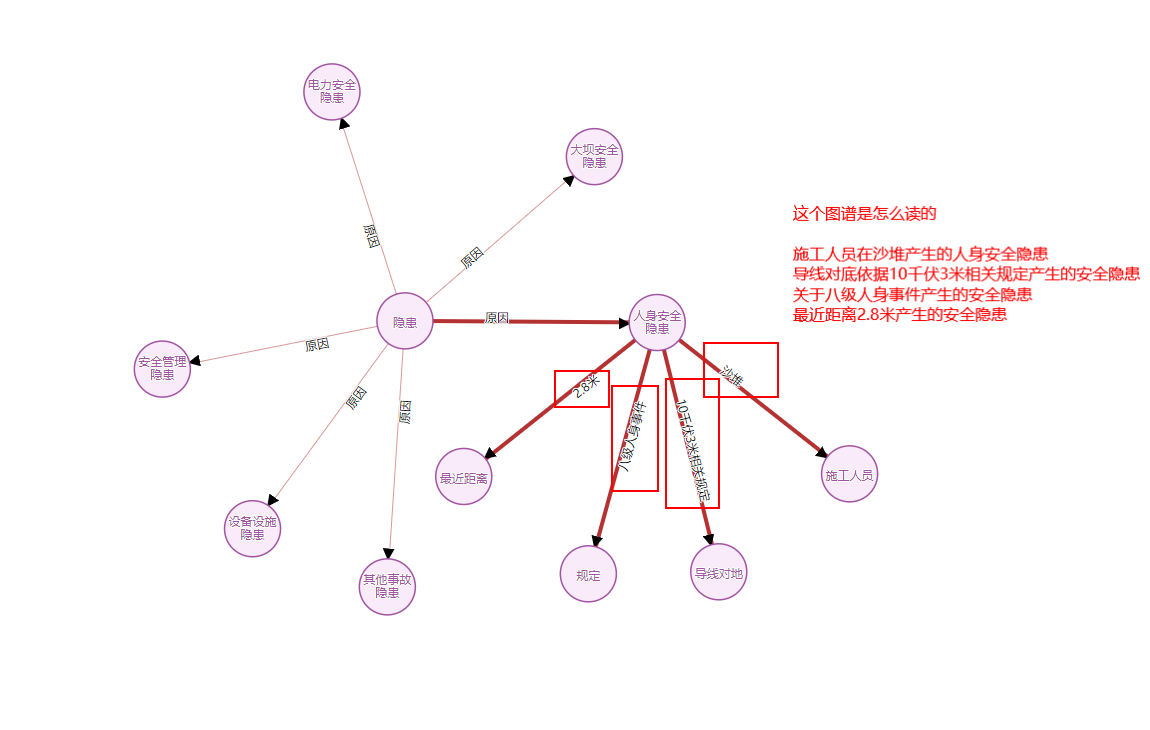 电力安全
隐患
大坝安全
隐患
原因
原因
这个图谱是怎么读的
施工人员在沙堆产生的人身安全隐患
导线对底依据10千伏3米相关规定产生的安全隐患
关于八级人身事件产生的安全隐患
最近距离2.8米产生的安全隐患
隐患
原因
人身安全
隐患
安全管理
隐患
原因
原因
原因
2.8米
八级人身事件
10千伏3米相关规定
沙堆
最近距离
施工人员
设备设施
隐患
其他事故
隐患
规定
导线对地